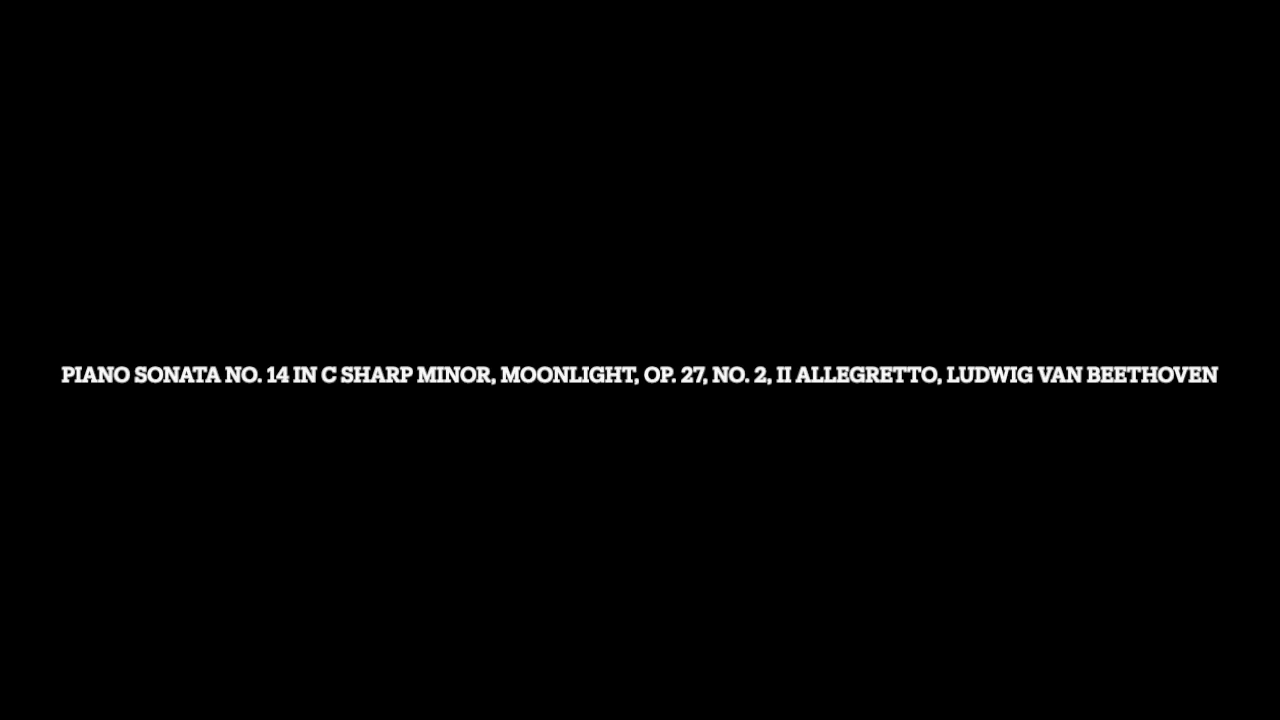 PIANO SONATA NO. 14 IN C SHARP MINOR, MOONLIGHT, OP. 27, NO. 2, II ALLEGRETTO, LUDWIG VAN BEETHOVEN